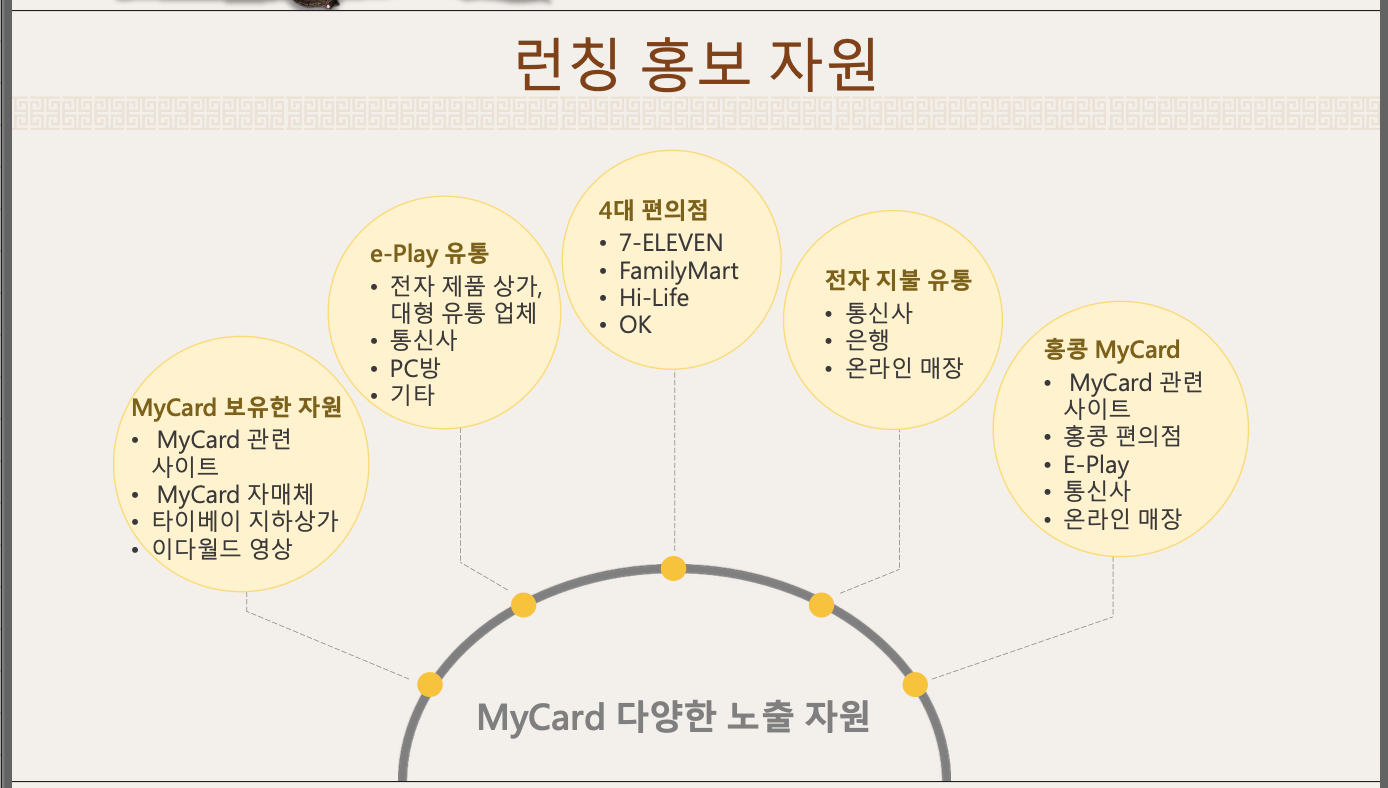 런칭 홍보 자원
MyCard 보유한 자원
• MyCard 관련
사이트
• MyCard 자매체
• 타이베이 지하상가
• 이다월드 영상
e-Play 유통
• 전자 제품 상가,
대형 유통 업체
• 통신사
• PC방
• 기타
4대 편의점
• 7-ELEVEN
• FamilyMart
• Hi-Life
• OK
전자 지불 유통
• 통신사
• 은행
• 온라인 매장
홍콩 MyCard
• MyCard 관련
사이트
• 홍콩 편의점
• E-Play
• 통신사
• 온라인 매장
MyCard 다양한 노출 자원